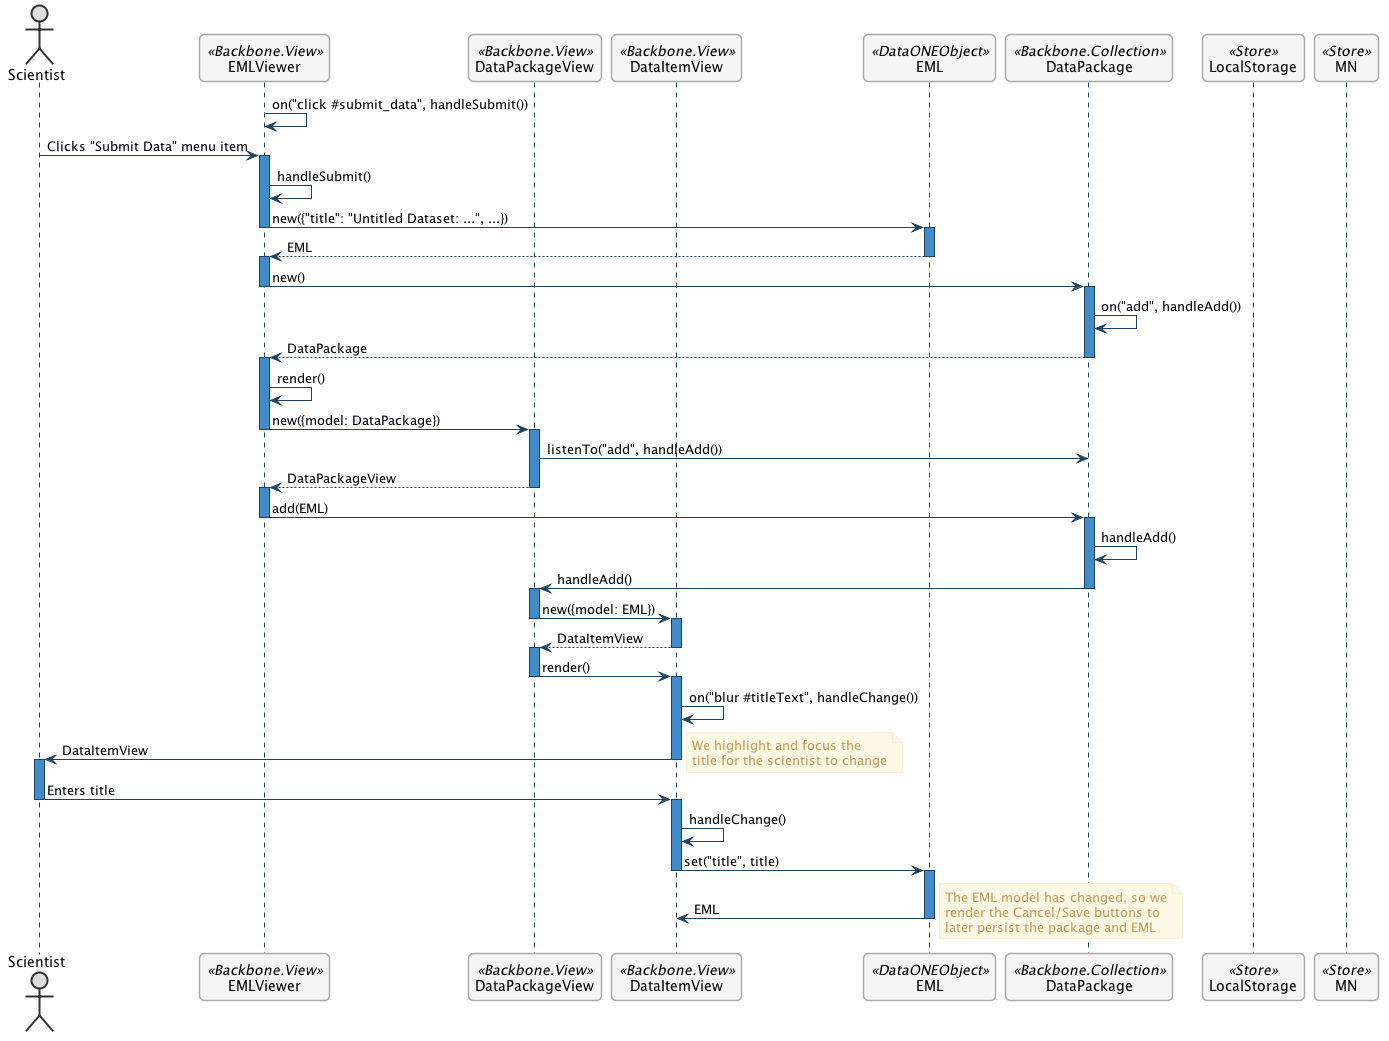 Scientist
«Backbone.View»
EMLViewer
«Backbone.View»
DataPackageView
«Backbone.View»
DataItemView
«DataONEObject»
EML
«Backbone.Collection»
DataPackage
«Store»
LocalStorage
«Store»
MN
on("click #submit_data", handleSubmit())
Clicks "Submit Data" menu item
handleSubmit()
new({"title": "Untitled Dataset: ...", ...})
EML
new()
on("add", handleAdd())
DataPackage
render()
new({model: DataPackage})
listenTo("add", handleAdd())
DataPackageView
add(EML)
handleAdd()
handleAdd()
new({model: EML})
DataItemView
render()
on("blur #titleText", handleChange())
We highlight and focus the
title for the scientist to change
DataItemView
Enters title
handleChange()
set("title", title)
The EML model has changed, so we
render the Cancel/Save buttons to
later persist the package and EML
EML
Scientist
«Backbone.View»
EMLViewer
«Backbone.View»
DataPackageView
«Backbone.View»
DataItemView
«DataONEObject»
EML
«Backbone.Collection»
DataPackage
«Store»
LocalStorage
«Store»
MN